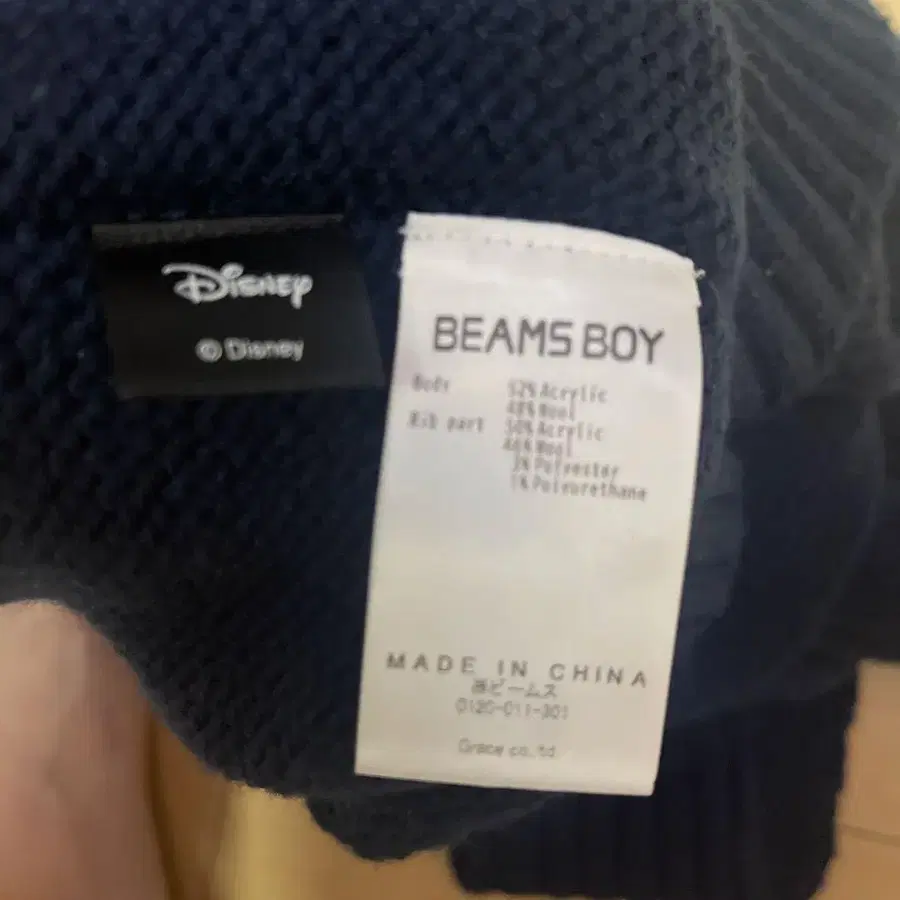 Disney
© Disney
BEAMS BOY
Body 52% Acrylic
48% Wool
Rib part 50% Acrylic
46% Wool
3% Polyester
1% Polyurethane
MADE IN CHINA
㈱ビームス
0120-011-301
Grace co.,td